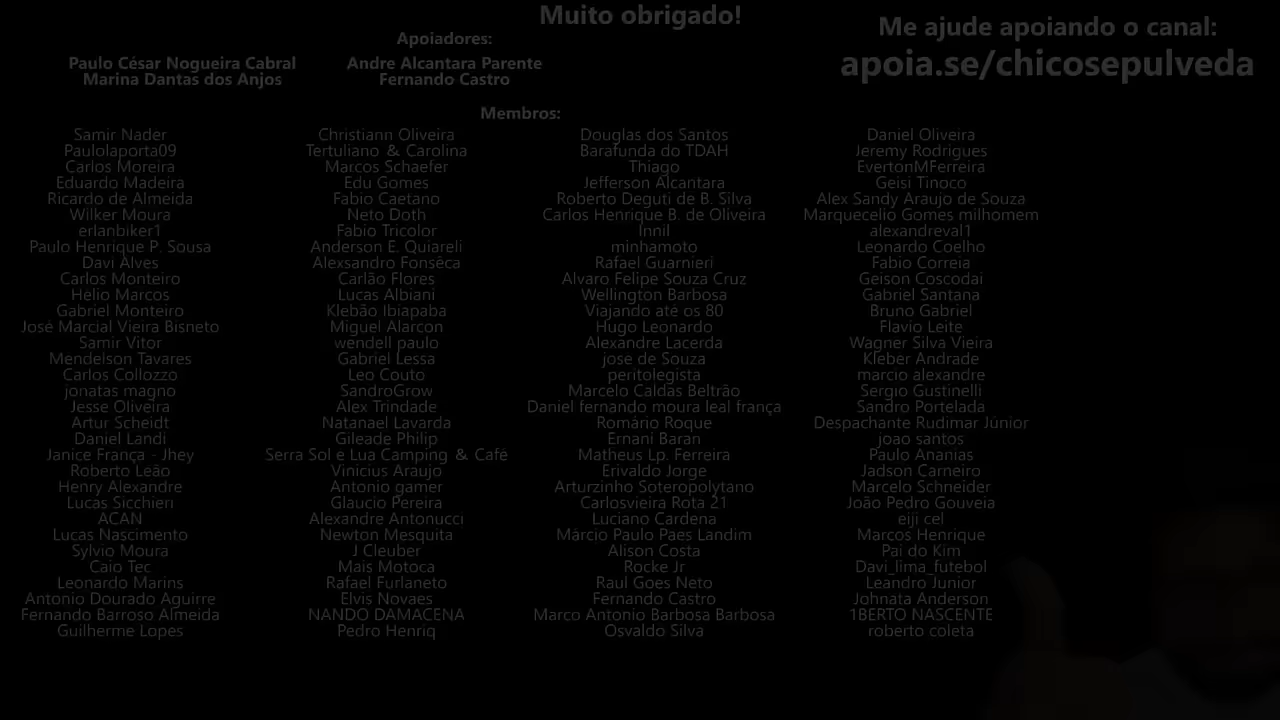 Muito obrigado!
Me ajude apoiando o canal:
apoia.se/chicosepulveda
Apoiadores:
Paulo César Nogueira Cabral
Marina Dantas dos Anjos
Andre Alcantara Parente
Fernando Castro
Membros:
Samir Nader
Paulolaporta09
Carlos Moreira
Eduardo Madeira
Ricardo de Almeida
Wilker Moura
erlanbiker1
Paulo Henrique P. Sousa
Davi Alves
Carlos Monteiro
Helio Marcos
Gabriel Monteiro
José Marcial Vieira Bisneto
Samir Vitor
Mendelson Tavares
Carlos Collozzo
jonatas magno
Jesse Oliveira
Artur Scheidt
Daniel Landi
Janice França - Jhey
Roberto Leão
Henry Alexandre
Lucas Sicchieri
ACAN
Lucas Nascimento
Sylvio Moura
Caio Tec
Leonardo Marins
Antonio Dourado Aguirre
Fernando Barroso Almeida
Guilherme Lopes
Christiann Oliveira
Tertuliano & Carolina
Marcos Schaefer
Edu Gomes
Fabio Caetano
Neto Doth
Fabio Tricolor
Anderson E. Quiareli
Alexsandro Fonsêca
Carlão Flores
Lucas Albiani
Klebão Ibiapaba
Miguel Alarcon
wendell paulo
Gabriel Lessa
Leo Couto
SandroGrow
Alex Trindade
Natanael Lavarda
Gileade Philip
Serra Sol e Lua Camping & Café
Vinicius Araujo
Antonio gamer
Glaucio Pereira
Alexandre Antonucci
Newton Mesquita
J Cleuber
Mais Motoca
Rafael Furlaneto
Elvis Novaes
NANDO DAMACENA
Pedro Henriq
Douglas dos Santos
Barafunda do TDAH
Thiago
Jefferson Alcantara
Roberto Deguti de B. Silva
Carlos Henrique B. de Oliveira
Innil
minhamoto
Rafael Guarnieri
Alvaro Felipe Souza Cruz
Wellington Barbosa
Viajando até os 80
Hugo Leonardo
Alexandre Lacerda
jose de Souza
peritolegista
Marcelo Caldas Beltrão
Daniel fernando moura leal frança
Romário Roque
Ernani Baran
Matheus Lp. Ferreira
Erivaldo Jorge
Arturzinho Soteropolytano
Carlosvieira Rota 21
Luciano Cardena
Márcio Paulo Paes Landim
Alison Costa
Rocke Jr
Raul Goes Neto
Fernando Castro
Marco Antonio Barbosa Barbosa
Osvaldo Silva
Daniel Oliveira
Jeremy Rodrigues
EvertonMFerreira
Geisi Tinoco
Alex Sandy Araujo de Souza
Marquecelio Gomes milhomem
alexandreval1
Leonardo Coelho
Fabio Correia
Geison Coscodai
Gabriel Santana
Bruno Gabriel
Flavio Leite
Wagner Silva Vieira
Kleber Andrade
marcio alexandre
Sergio Gustinelli
Sandro Portelada
Despachante Rudimar Júnior
joao santos
Paulo Ananias
Jadson Carneiro
Marcelo Schneider
João Pedro Gouveia
eiji cel
Marcos Henrique
Pai do Kim
Davi_lima_futebol
Leandro Junior
Johnata Anderson
1BERTO NASCENTE
roberto coleta